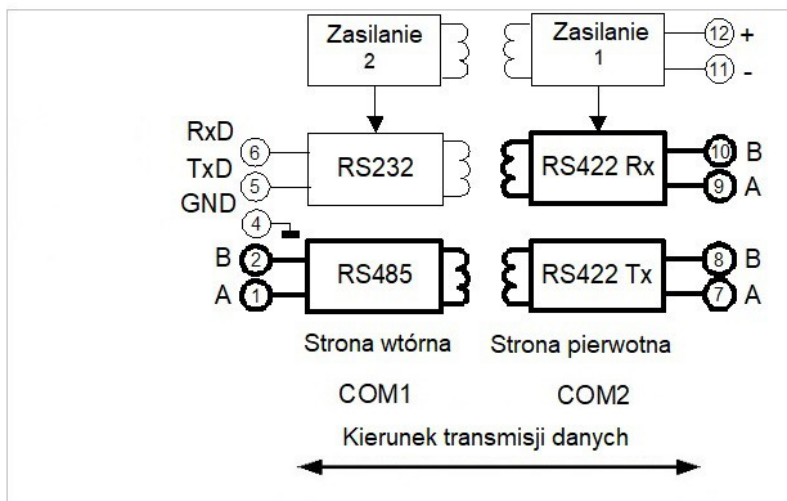 Zasilanie 2
Zasilanie 1
12 +
11 -
RxD 6
TxD 5
GND 4
RS232
RS422 Rx
10 B
9 A
B 2
A 1
RS485
RS422 Tx
8 B
7 A
Strona wtórna
Strona pierwotna
COM1
COM2
Kierunek transmisji danych